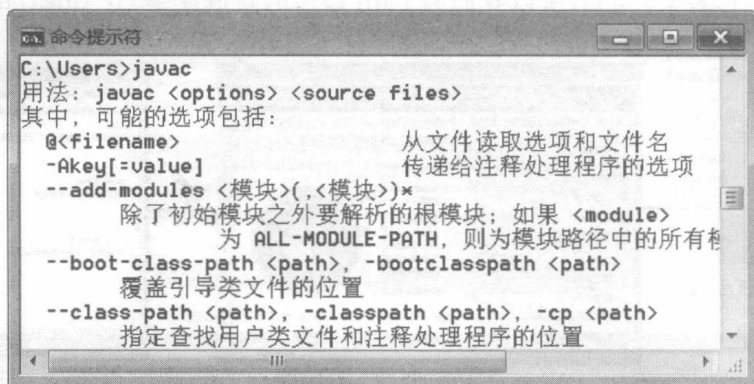 命令提示符
C:\Users>javac
用法: javac <options> <source files>
其中, 可能的选项包括:
@<filename> 从文件读取选项和文件名
-Akey[=value] 传递给注释处理程序的选项
--add-modules <模块>(,<模块>)*
除了初始模块之外要解析的根模块; 如果 <module>
为 ALL-MODULE-PATH, 则为模块路径中的所有
--boot-class-path <path>, -bootclasspath <path>
覆盖引导类文件的位置
--class-path <path>, -classpath <path>, -cp <path>
指定查找用户类文件和注释处理程序的位置